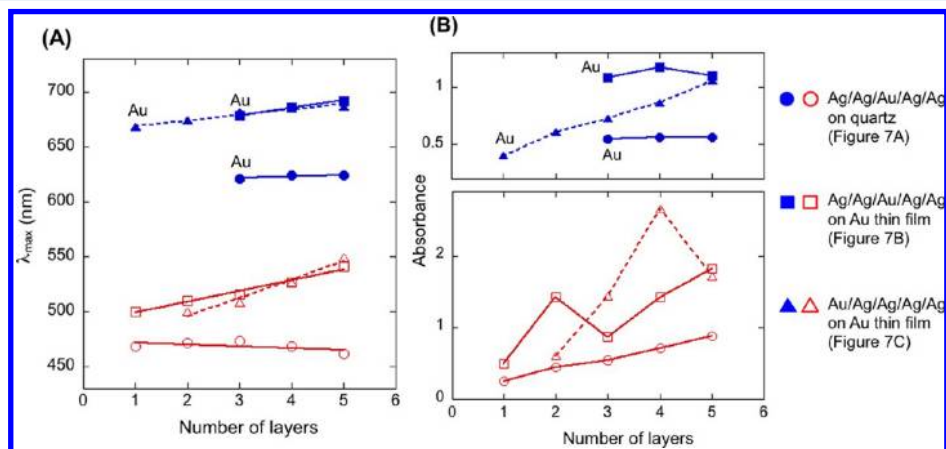 (A)
700
650
600
550
500
450
λmax (nm)
Au
Au
Au
0 1 2 3 4 5 6
Number of layers
(B)
1
0.5
2
1
0
Absorbance
Au
Au
Au
0 1 2 3 4 5 6
Number of layers
Ag/Ag/Au/Ag/Ag
on quartz
(Figure 7A)
Ag/Ag/Au/Ag/Ag
on Au thin film
(Figure 7B)
Au/Ag/Ag/Ag/Ag
on Au thin film
(Figure 7C)